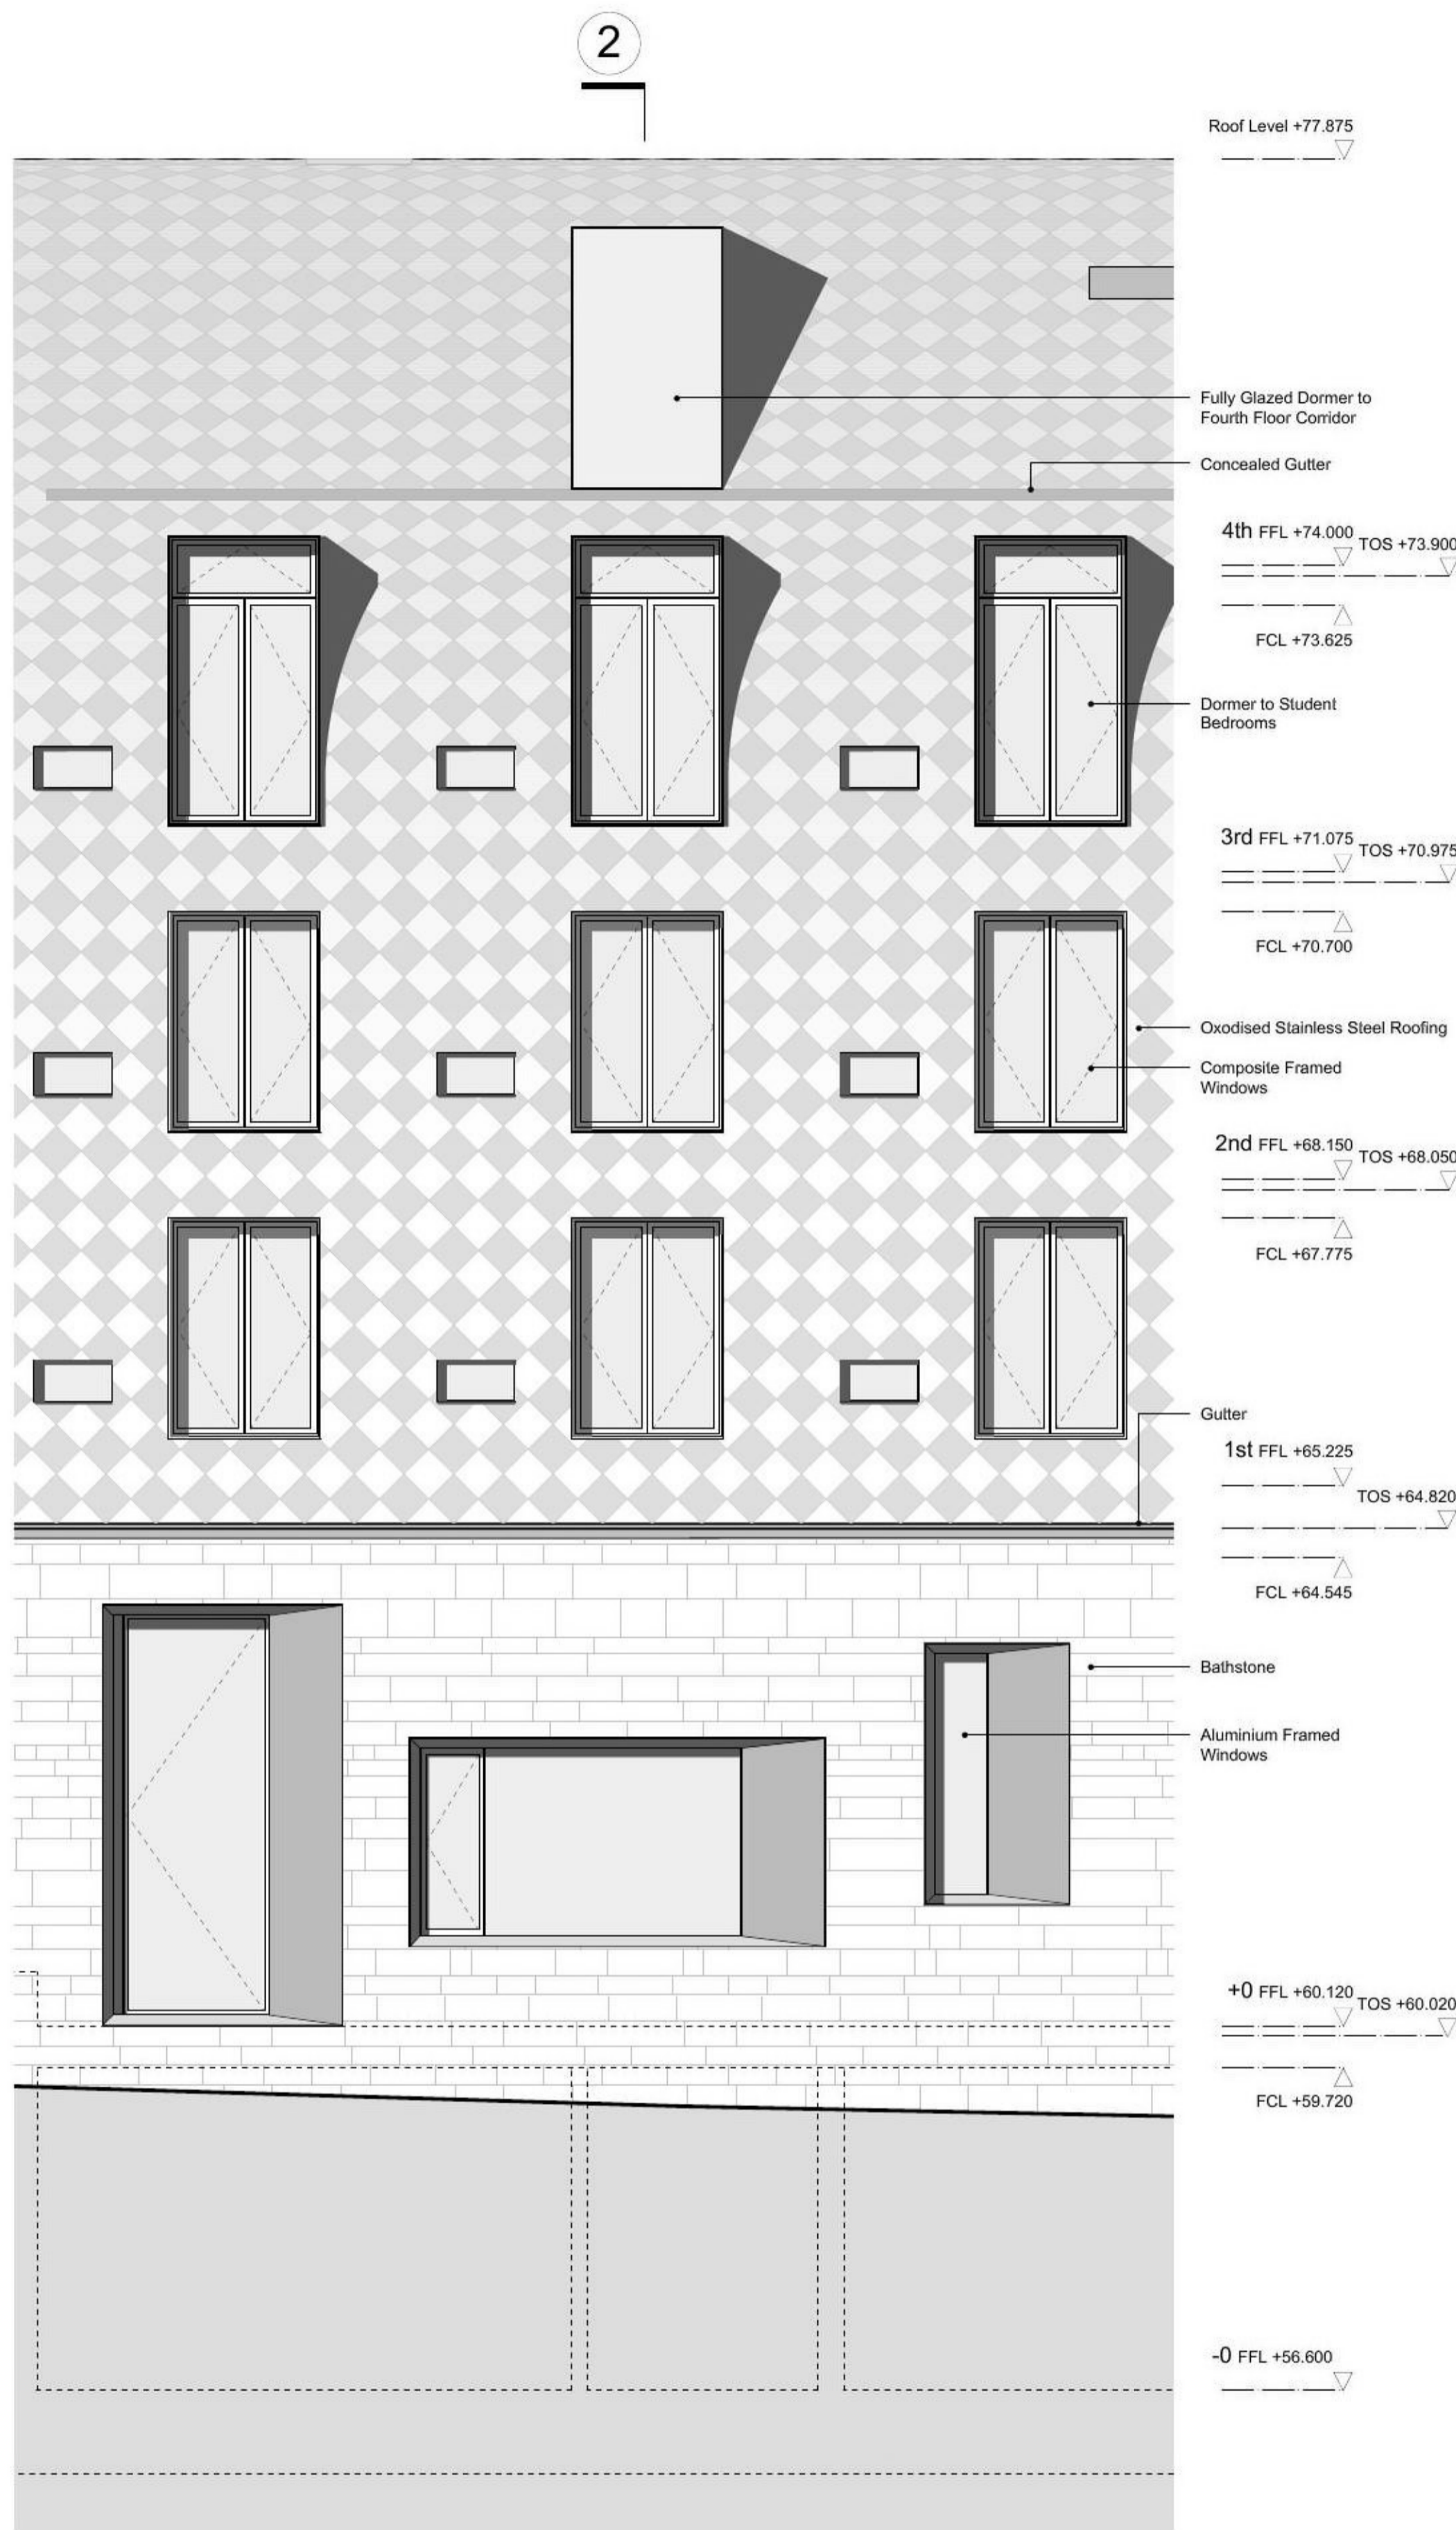 2
Roof Level +77.875
Fully Glazed Dormer to
Fourth Floor Corridor
Concealed Gutter
4th FFL +74.000
TOS +73.900
FCL +73.625
Dormer to Student
Bedrooms
3rd FFL +71.075
TOS +70.975
FCL +70.700
Oxodised Stainless Steel Roofing
Composite Framed
Windows
2nd FFL +68.150
TOS +68.050
FCL +67.775
Gutter
1st FFL +65.225
TOS +64.820
FCL +64.545
Bathstone
Aluminium Framed
Windows
+0 FFL +60.120
TOS +60.020
FCL +59.720
-0 FFL +56.600